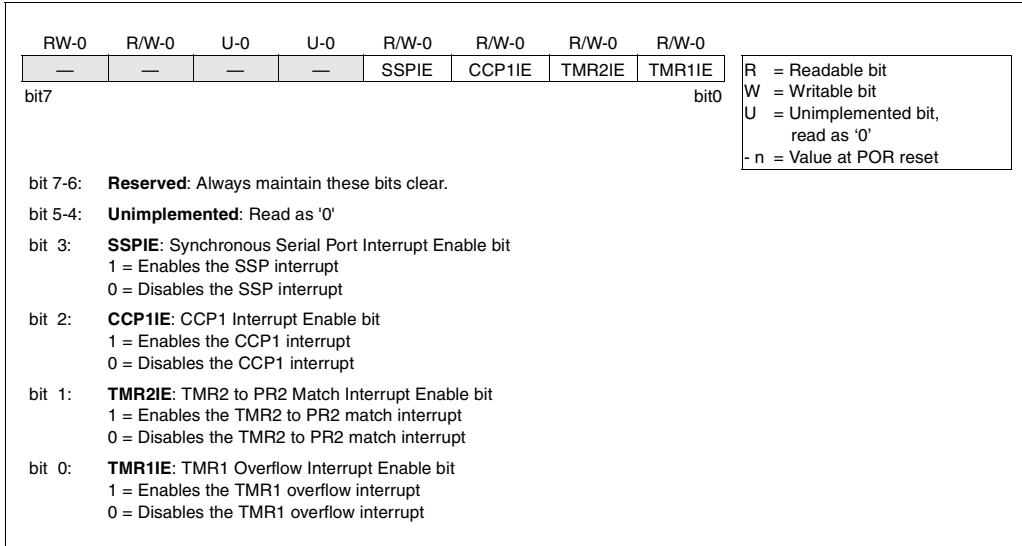 RW-0 R/W-0 U-0 U-0 R/W-0 R/W-0 R/W-0 R/W-0
— — — — SSPIE CCP1IE TMR2IE TMR1IE
bit7 bit0
R = Readable bit
W = Writable bit
U = Unimplemented bit,
read as ‘0’
- n = Value at POR reset
bit 7-6: Reserved: Always maintain these bits clear.
bit 5-4: Unimplemented: Read as '0'
bit 3: SSPIE: Synchronous Serial Port Interrupt Enable bit
1 = Enables the SSP interrupt
0 = Disables the SSP interrupt
bit 2: CCP1IE: CCP1 Interrupt Enable bit
1 = Enables the CCP1 interrupt
0 = Disables the CCP1 interrupt
bit 1: TMR2IE: TMR2 to PR2 Match Interrupt Enable bit
1 = Enables the TMR2 to PR2 match interrupt
0 = Disables the TMR2 to PR2 match interrupt
bit 0: TMR1IE: TMR1 Overflow Interrupt Enable bit
1 = Enables the TMR1 overflow interrupt
0 = Disables the TMR1 overflow interrupt